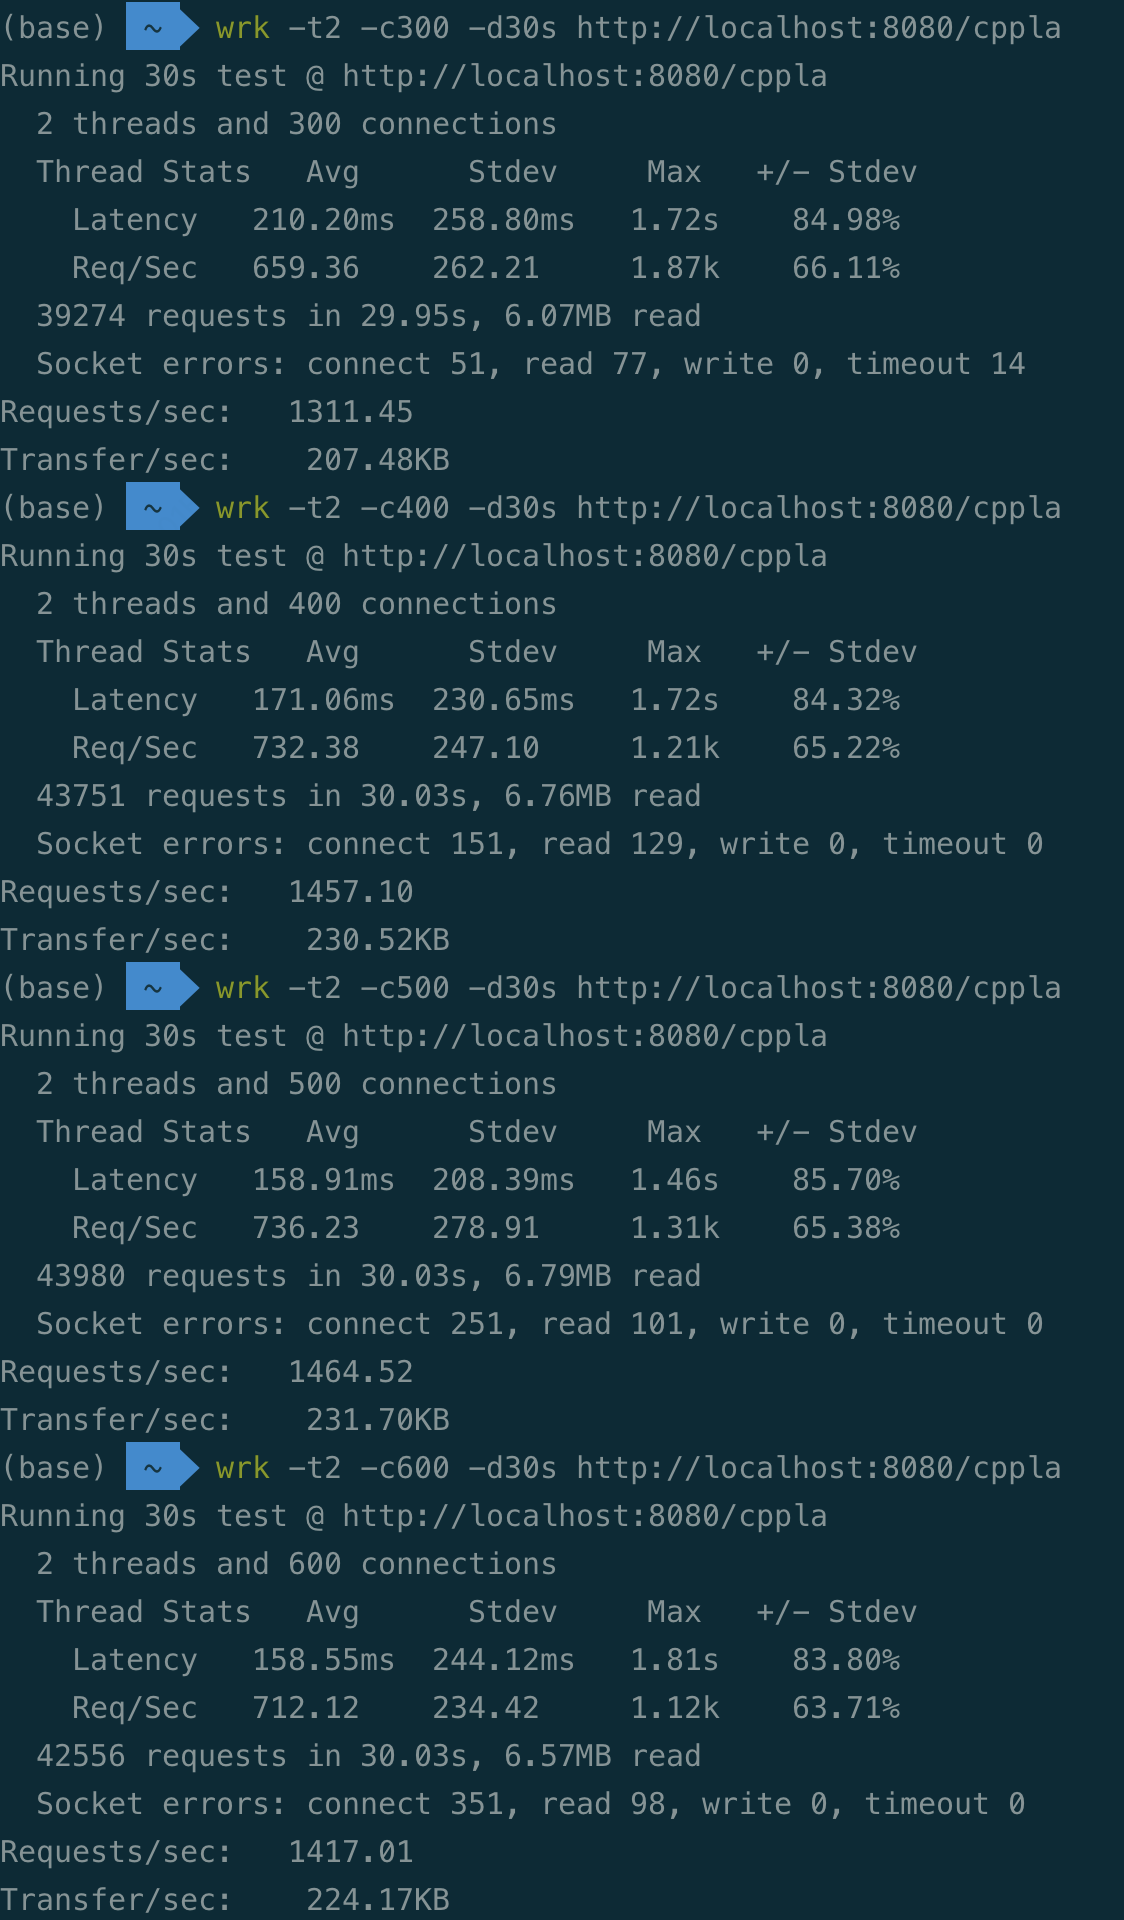 (base) ~ wrk -t2 -c300 -d30s http://localhost:8080/cppla
Running 30s test @ http://localhost:8080/cppla
  2 threads and 300 connections
  Thread Stats   Avg      Stdev     Max   +/- Stdev
    Latency   210.20ms  258.80ms   1.72s    84.98%
    Req/Sec   659.36    262.21     1.87k    66.11%
  39274 requests in 29.95s, 6.07MB read
  Socket errors: connect 51, read 77, write 0, timeout 14
Requests/sec:   1311.45
Transfer/sec:    207.48KB
(base) ~ wrk -t2 -c400 -d30s http://localhost:8080/cppla
Running 30s test @ http://localhost:8080/cppla
  2 threads and 400 connections
  Thread Stats   Avg      Stdev     Max   +/- Stdev
    Latency   171.06ms  230.65ms   1.72s    84.32%
    Req/Sec   732.38    247.10     1.21k    65.22%
  43751 requests in 30.03s, 6.76MB read
  Socket errors: connect 151, read 129, write 0, timeout 0
Requests/sec:   1457.10
Transfer/sec:    230.52KB
(base) ~ wrk -t2 -c500 -d30s http://localhost:8080/cppla
Running 30s test @ http://localhost:8080/cppla
  2 threads and 500 connections
  Thread Stats   Avg      Stdev     Max   +/- Stdev
    Latency   158.91ms  208.39ms   1.46s    85.70%
    Req/Sec   736.23    278.91     1.31k    65.38%
  43980 requests in 30.03s, 6.79MB read
  Socket errors: connect 251, read 101, write 0, timeout 0
Requests/sec:   1464.52
Transfer/sec:    231.70KB
(base) ~ wrk -t2 -c600 -d30s http://localhost:8080/cppla
Running 30s test @ http://localhost:8080/cppla
  2 threads and 600 connections
  Thread Stats   Avg      Stdev     Max   +/- Stdev
    Latency   158.55ms  244.12ms   1.81s    83.80%
    Req/Sec   712.12    234.42     1.12k    63.71%
  42556 requests in 30.03s, 6.57MB read
  Socket errors: connect 351, read 98, write 0, timeout 0
Requests/sec:   1417.01
Transfer/sec:    224.17KB